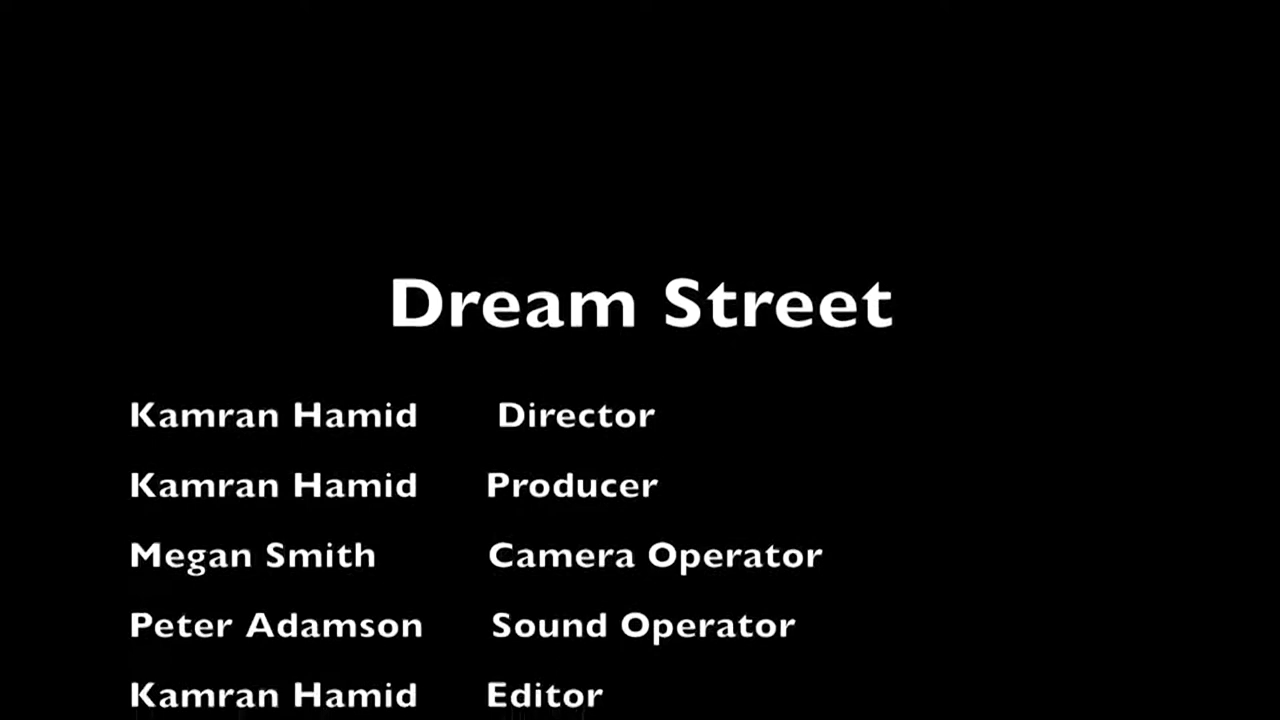 Dream Street
Kamran Hamid Director
Kamran Hamid Producer
Megan Smith Camera Operator
Peter Adamson Sound Operator
Kamran Hamid Editor